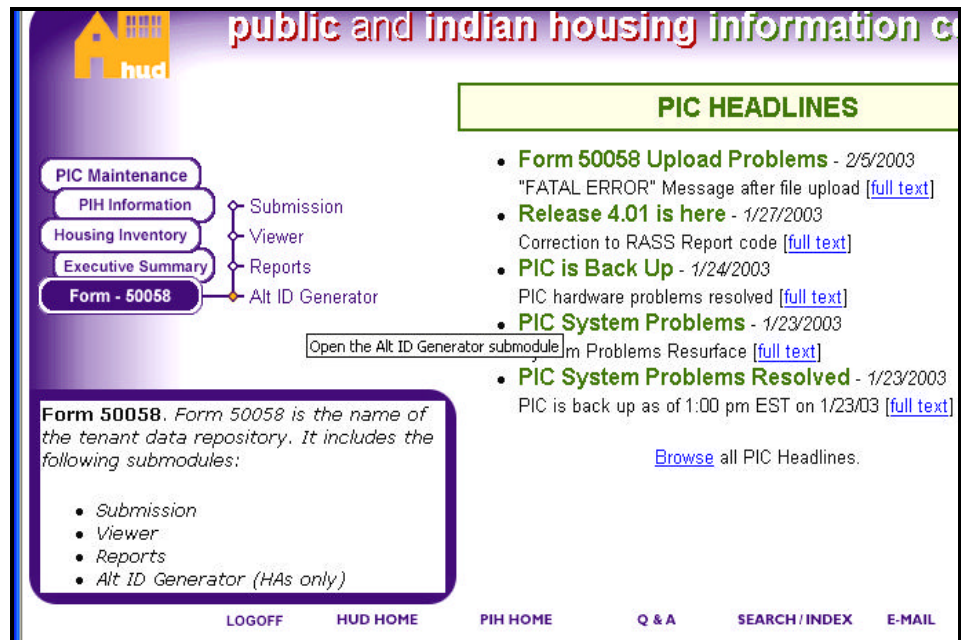 public and indian housing information c
hud
PIC HEADLINES
PIC Maintenance
PIH Information
Housing Inventory
Executive Summary
Form - 50058
Submission
Viewer
Reports
Alt ID Generator
Open the Alt ID Generator submodule
• Form 50058 Upload Problems - 2/5/2003
"FATAL ERROR" Message after file upload [full text]
• Release 4.01 is here - 1/27/2003
Correction to RASS Report code [full text]
• PIC is Back Up - 1/24/2003
PIC hardware problems resolved [full text]
• PIC System Problems - 1/23/2003
m Problems Resurface [full text]
• PIC System Problems Resolved - 1/23/2003
PIC is back up as of 1:00 pm EST on 1/23/03 [full text]
Browse all PIC Headlines.
Form 50058. Form 50058 is the name of
the tenant data repository. It includes the
following submodules:
• Submission
• Viewer
• Reports
• Alt ID Generator (HAs only)
LOGOFF HUD HOME PIH HOME Q & A SEARCH / INDEX E-MAIL